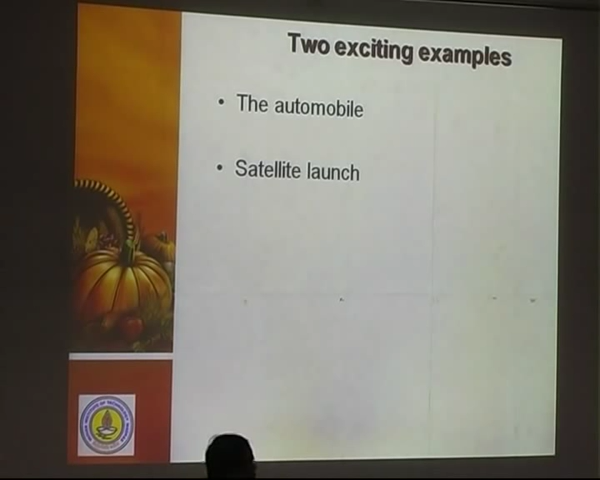 Two exciting examples
• The automobile
• Satellite launch